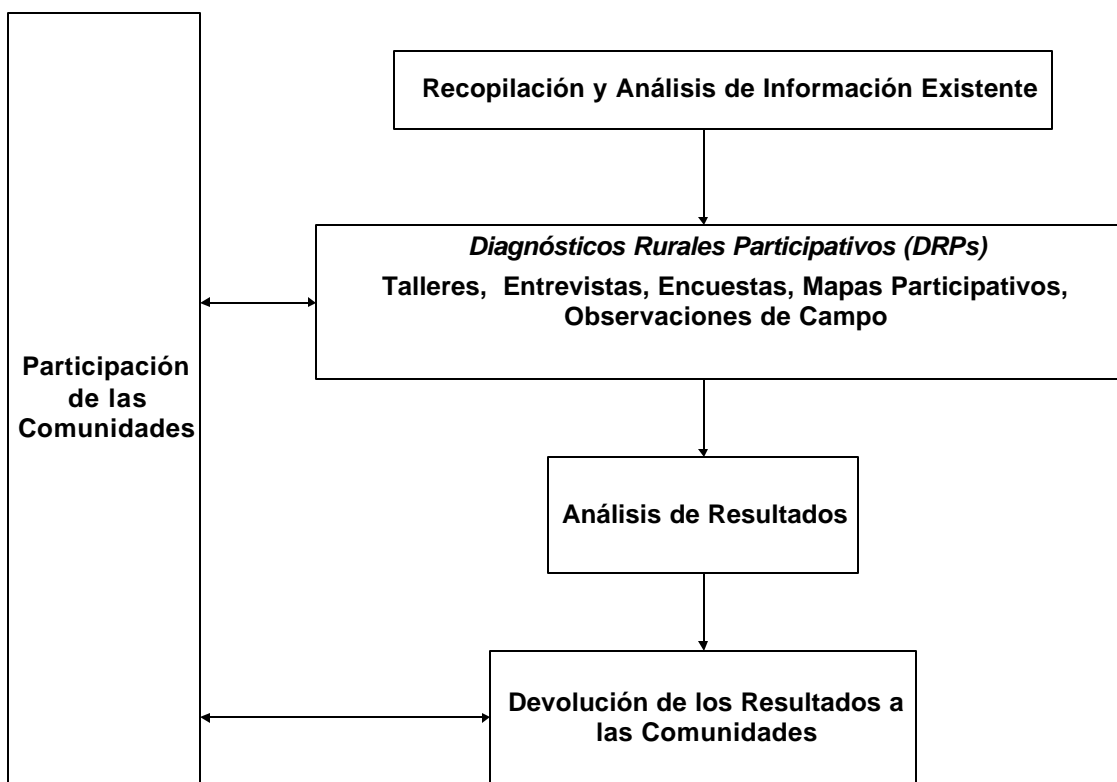 Recopilación y Análisis de Información Existente
Diagnósticos Rurales Participativos (DRPs)
Talleres, Entrevistas, Encuestas, Mapas Participativos,
Observaciones de Campo
Participación
de las
Comunidades
Análisis de Resultados
Devolución de los Resultados a
las Comunidades